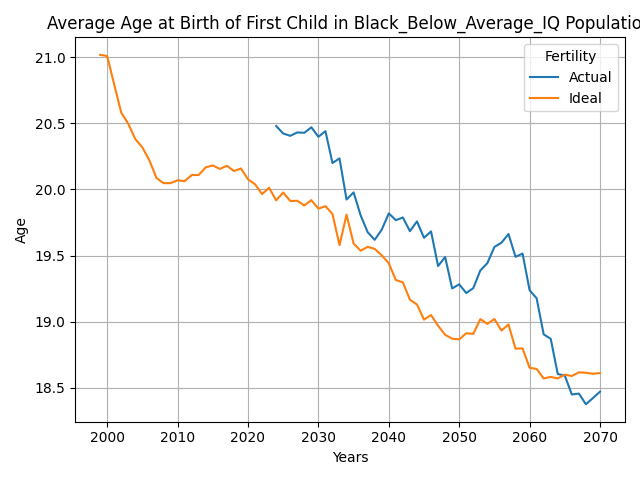 Average Age at Birth of First Child in Black_Below_Average_IQ Populatio
Fertility
Actual
Ideal
21.0
20.5
20.0
19.5
19.0
18.5
Age
2000 2010 2020 2030 2040 2050 2060 2070
Years